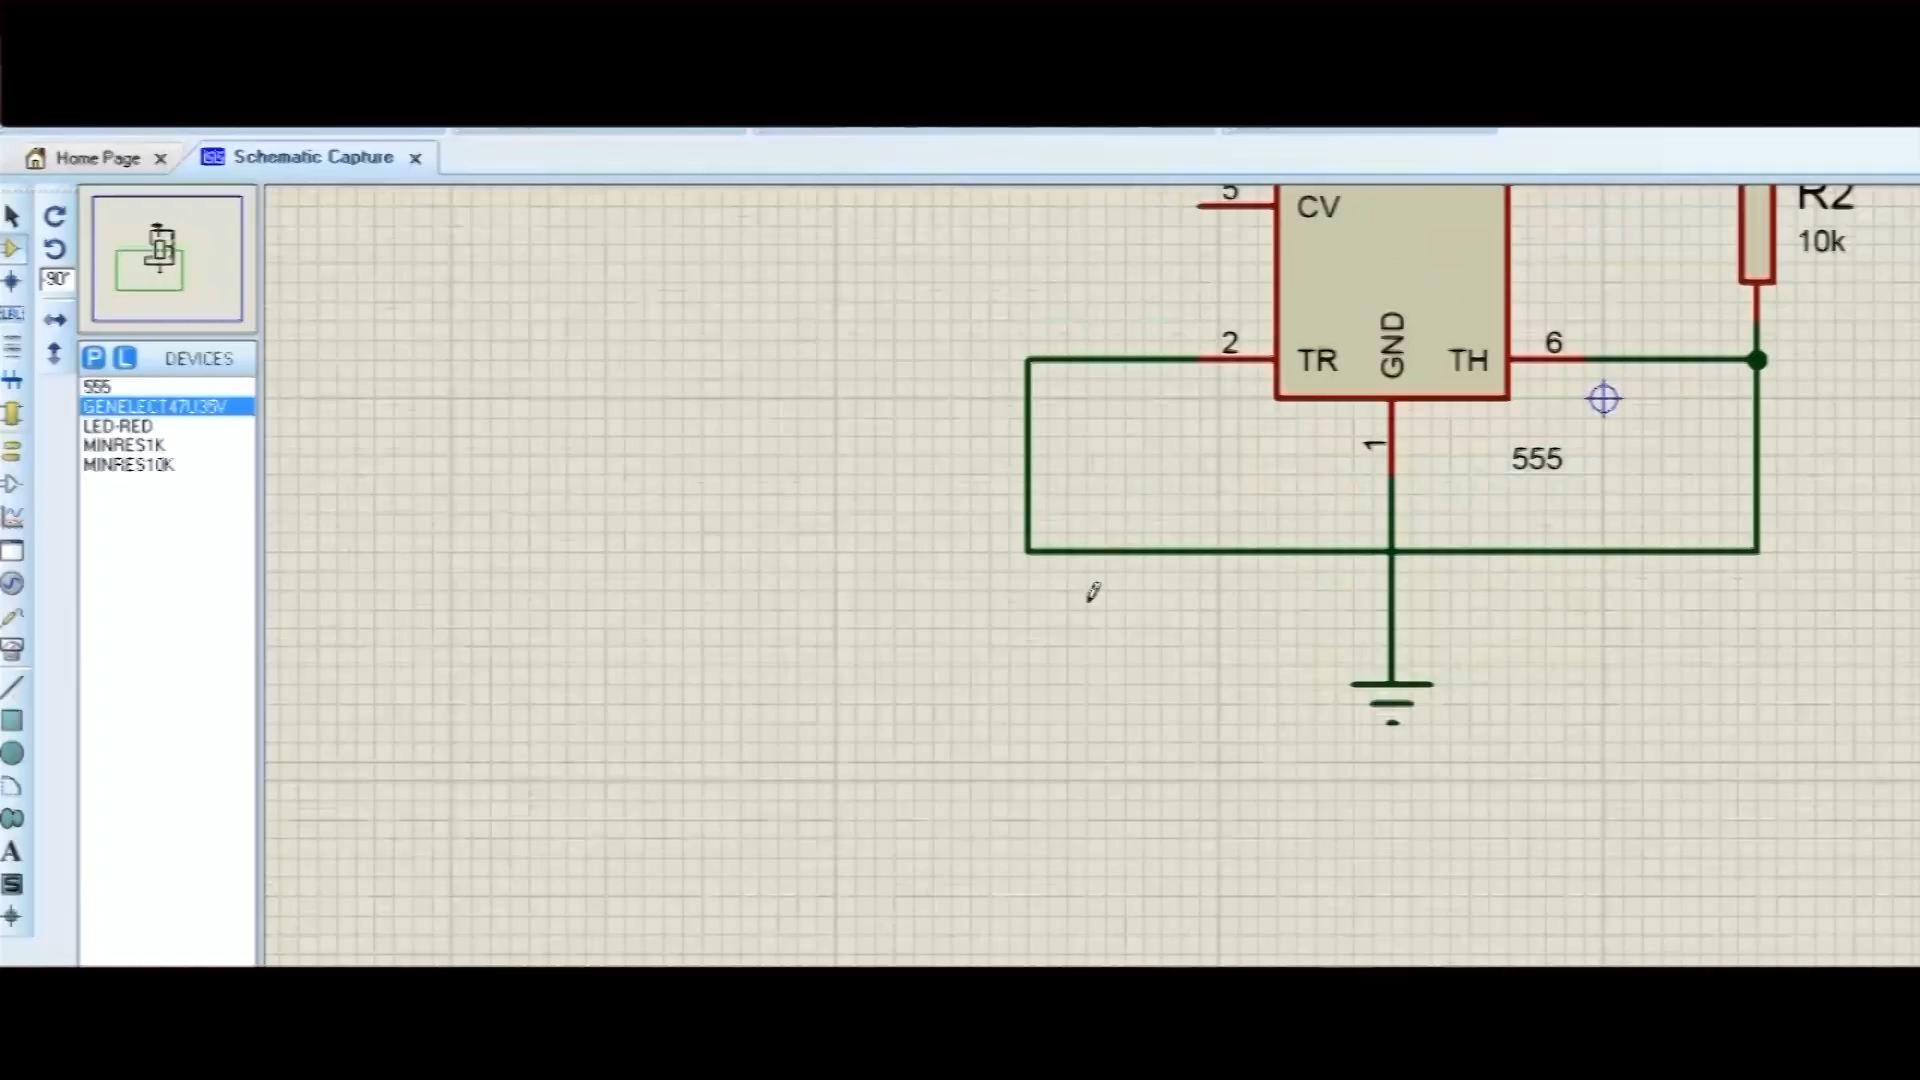 Home Page
Schematic Capture
-90°
LBL
P L DEVICES
555
GENELECT47U35V
LED-RED
MINRES1K
MINRES10K
A
S
5
CV
R2
10k
2
TR
GND
TH
6
1
555